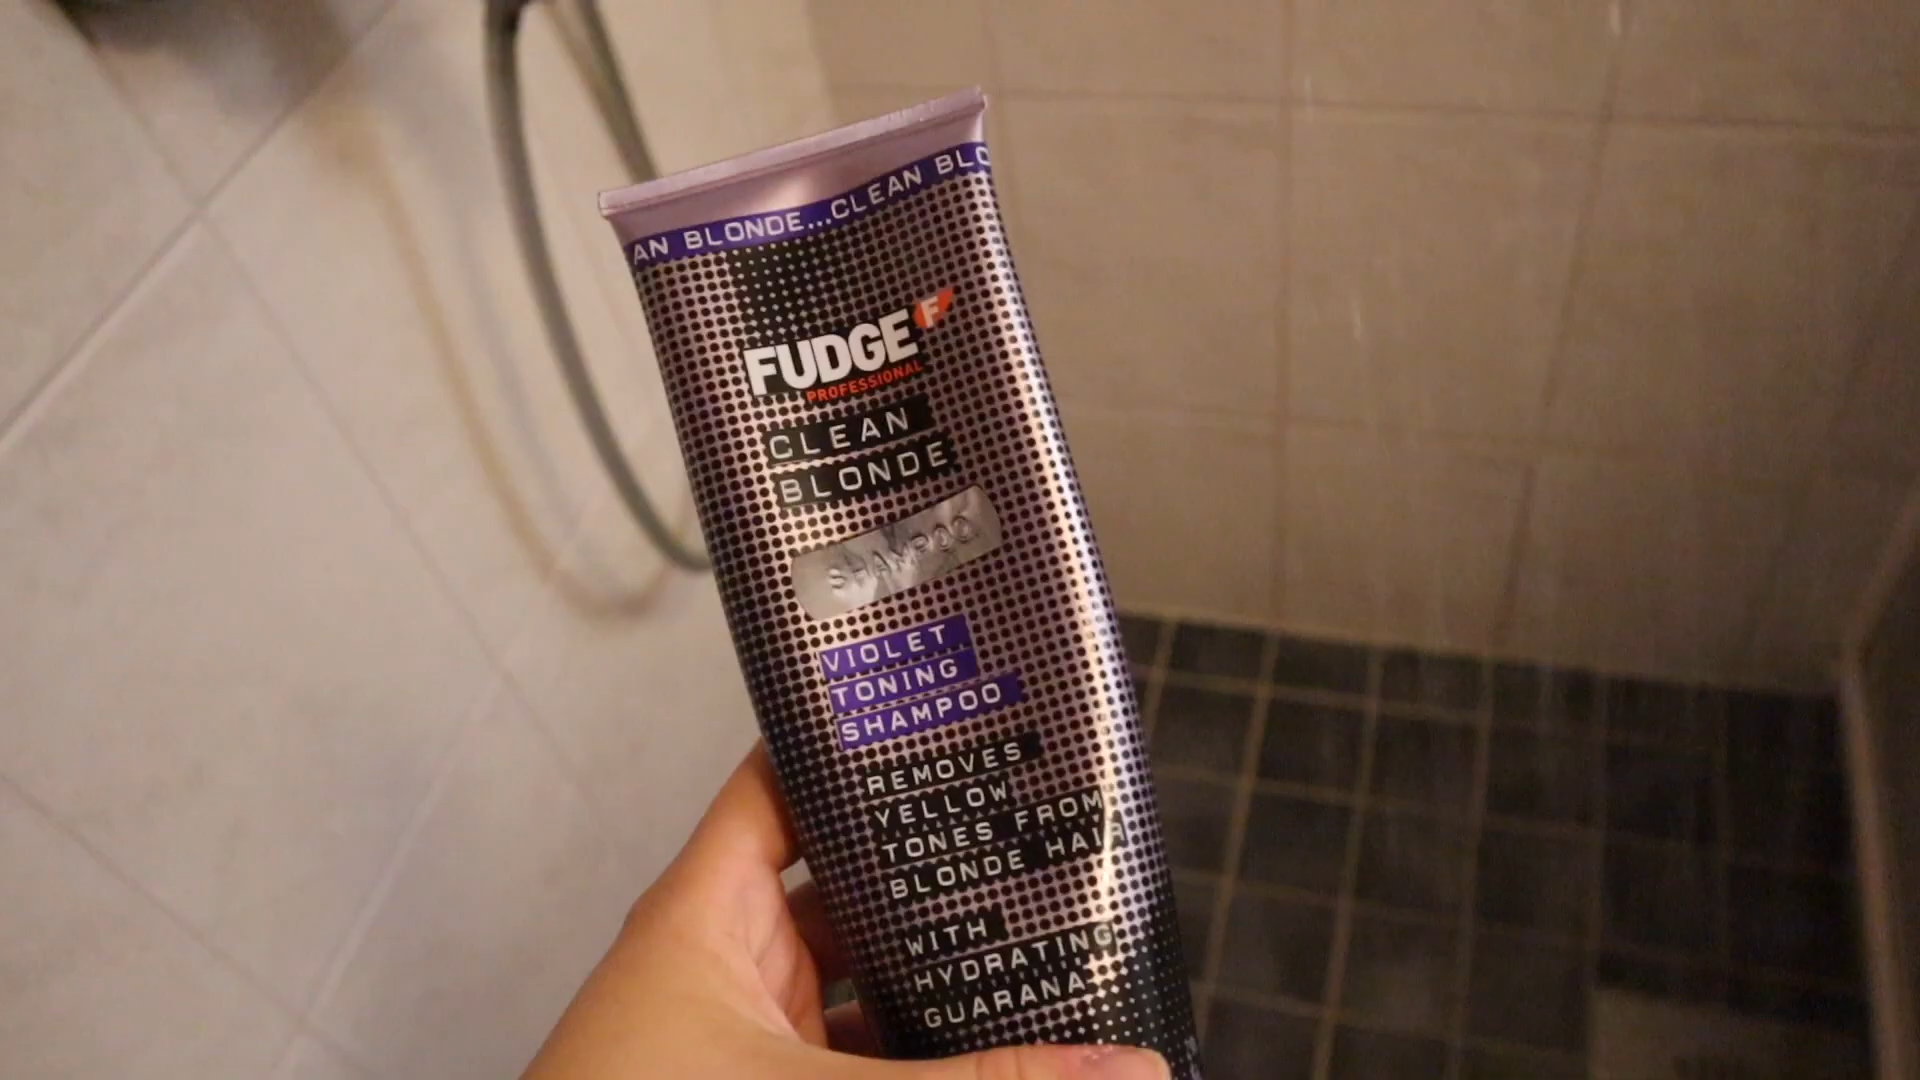 AN BLONDE...CLEAN BLO
FUDGE F
PROFESSIONAL
CLEAN
BLONDE
SHAMPOO
VIOLET
TONING
SHAMPOO
REMOVES
YELLOW
TONES FROM
BLONDE HAIR
WITH
HYDRATING
GUARANA